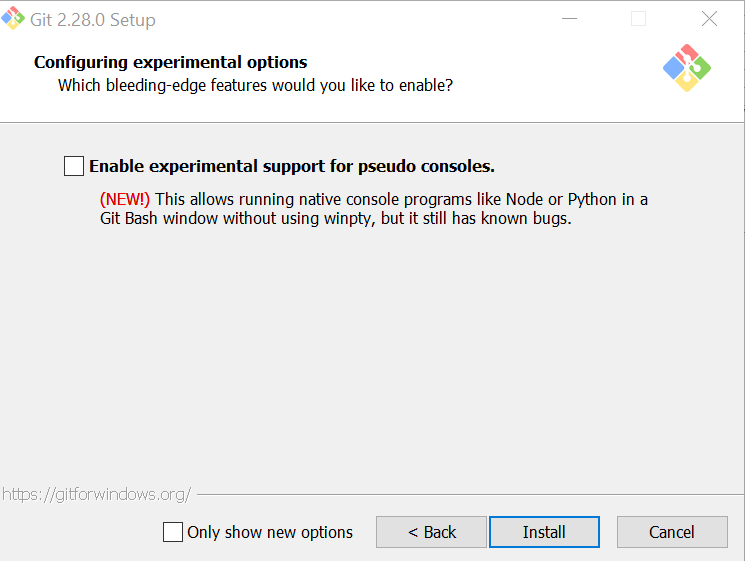 Git 2.28.0 Setup
Configuring experimental options
Which bleeding-edge features would you like to enable?
Enable experimental support for pseudo consoles.
(NEW!) This allows running native console programs like Node or Python in a
Git Bash window without using winpty, but it still has known bugs.
https://gitforwindows.org/
Only show new options
< Back
Install
Cancel